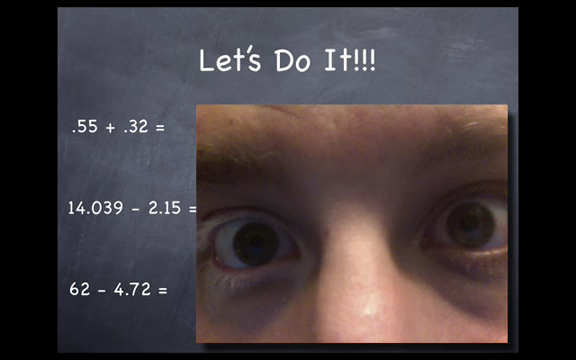 Let's Do It!!!
.55 + .32 =
14.039 - 2.15 =
62 - 4.72 =